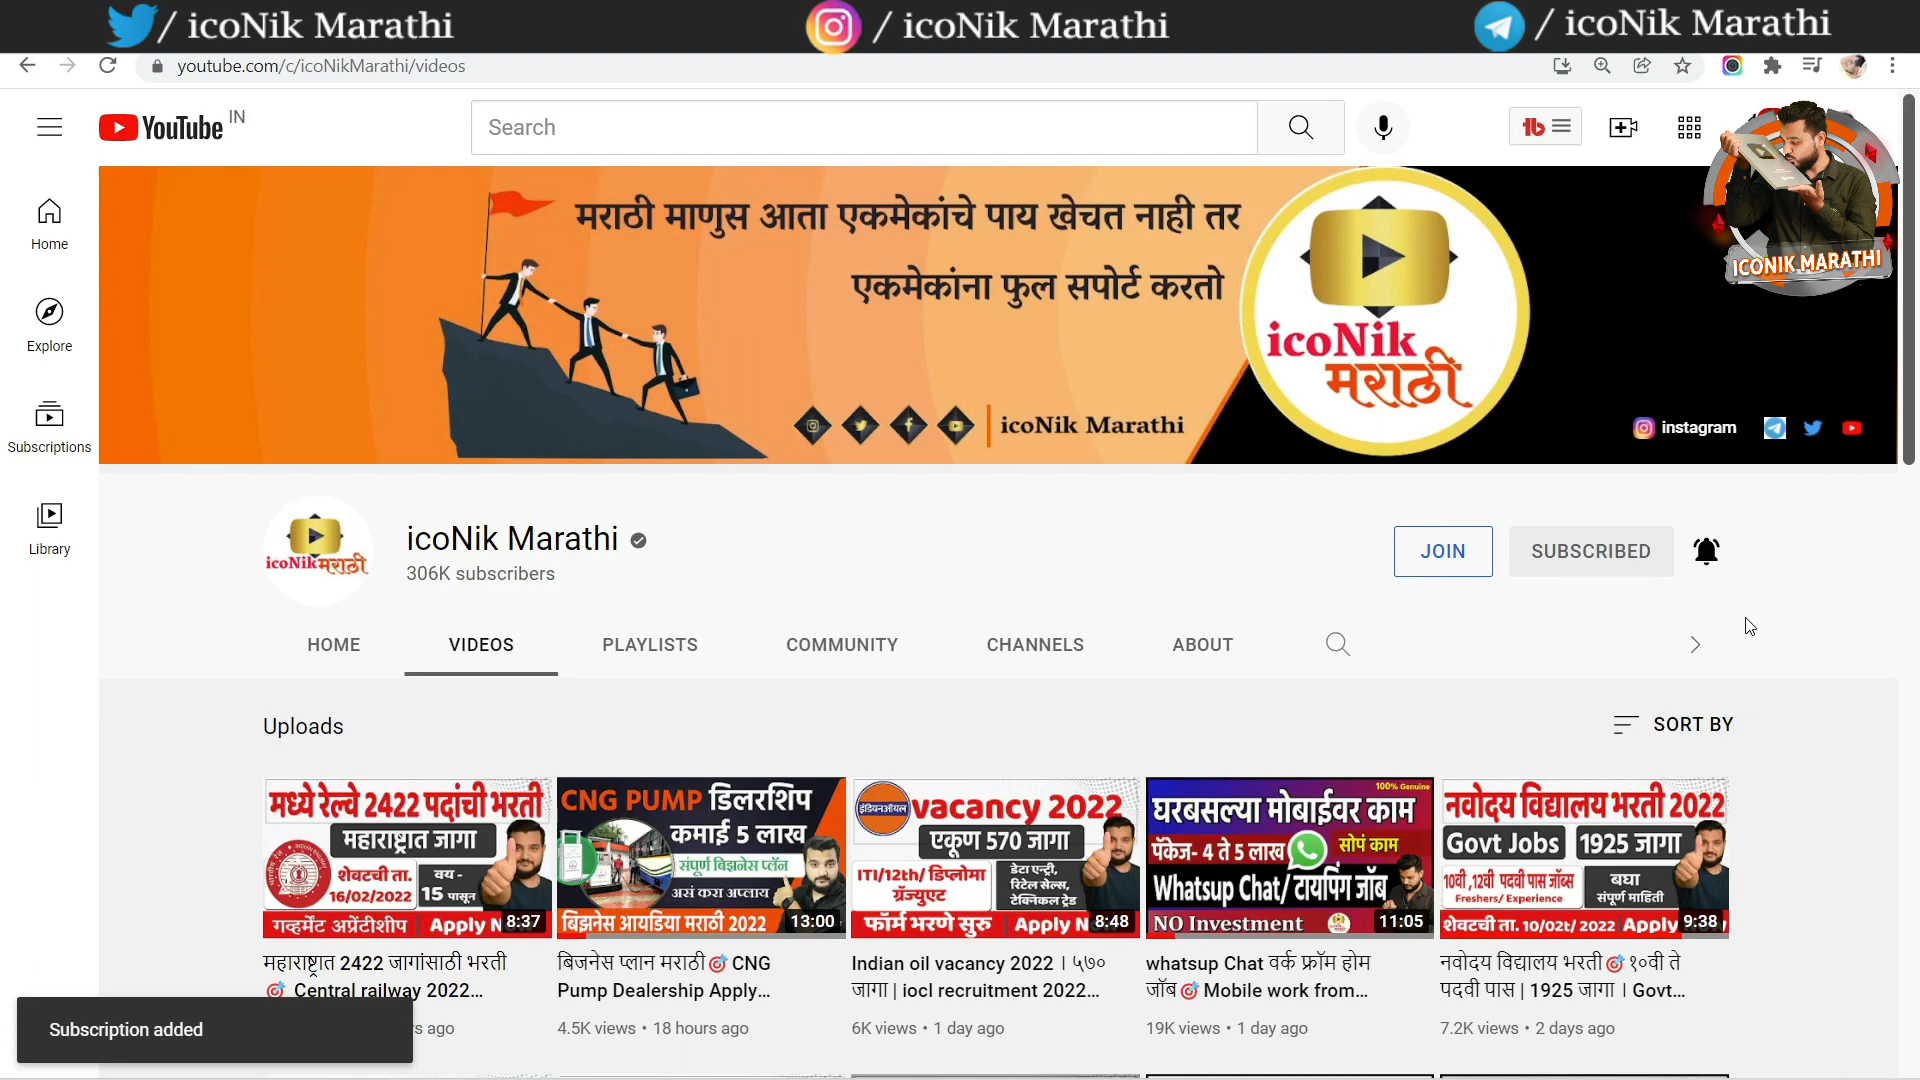 / icoNik Marathi
/ icoNik Marathi
/ icoNik Marathi
youtube.com/c/icoNikMarathi/videos
YouTube IN
Search
मराठी माणुस आता एकमेकांचे पाय खेचत नाही तर
एकमेकांना फुल सपोर्ट करतो
icoNik
मराठी
icoNik Marathi
instagram
ICONIK MARATHI
Home
Explore
Subscriptions
Library
icoNik मराठी
icoNik Marathi
306K subscribers
JOIN
SUBSCRIBED
HOME
VIDEOS
PLAYLISTS
COMMUNITY
CHANNELS
ABOUT
Uploads
SORT BY
मध्ये रेल्वे 2422 पदांची भरती
महाराष्ट्रात जागा
शेवटची ता.
16/02/2022
वय -
15 पासून
गव्हर्मेंट अप्रेंटीशीप
Apply N
8:37
महाराष्ट्रात 2422 जागांसाठी भरती
Central railway 2022...
s ago
CNG PUMP डिलरशिप
कमाई 5 लाख
संपूर्ण बिझनेस प्लॅन
असं करा अप्लाय
बिझनेस आयडिया मराठी 2022
13:00
बिजनेस प्लान मराठी CNG
Pump Dealership Apply...
4.5K views • 18 hours ago
इंडियनऑयल
vacancy 2022
एकूण 570 जागा
ITI/12th/ डिप्लोमा
ग्रॅज्युएट
डेटा एन्ट्री,
रिटेल सेल्स,
टेक्निकल ट्रेड
फॉर्म भरणे सुरु
Apply N
8:48
Indian oil vacancy 2022 । ५७०
जागा | iocl recruitment 2022...
6K views • 1 day ago
100% Genuine
घरबसल्या मोबाईवर काम
पॅकेज- 4 ते 5 लाख
सोपं काम
Whatsup Chat/ टायपिंग जॉब
NO Investment
11:05
whatsup Chat वर्क फ्रॉम होम
जॉब Mobile work from...
19K views • 1 day ago
नवोदय विद्यालय भरती 2022
Govt Jobs
1925 जागा
10वी ,12वी पदवी पास जॉब्स
Freshers/ Experience
बघा
संपूर्ण माहिती
शेवटची ता. 10/02t/ 2022
Apply
9:38
नवोदय विद्यालय भरती १०वी ते
पदवी पास | 1925 जागा । Govt...
7.2K views • 2 days ago
Subscription added